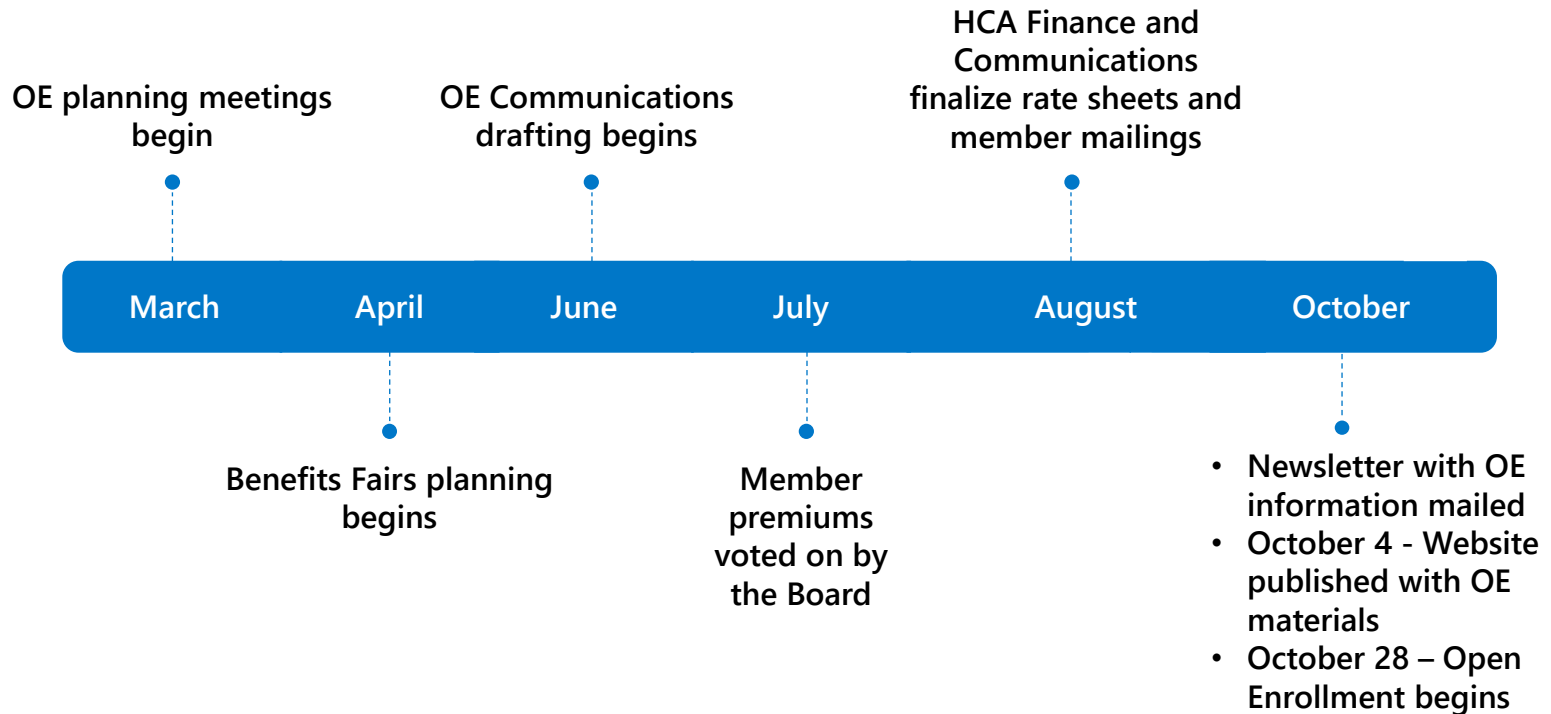 HCA Finance and
Communications
finalize rate sheets and
member mailings
OE planning meetings
begin
OE Communications
drafting begins
March
April
June
July
August
October
Benefits Fairs planning
begins
Member
premiums
voted on by
the Board
• Newsletter with OE
information mailed
• October 4 - Website
published with OE
materials
• October 28 – Open
Enrollment begins